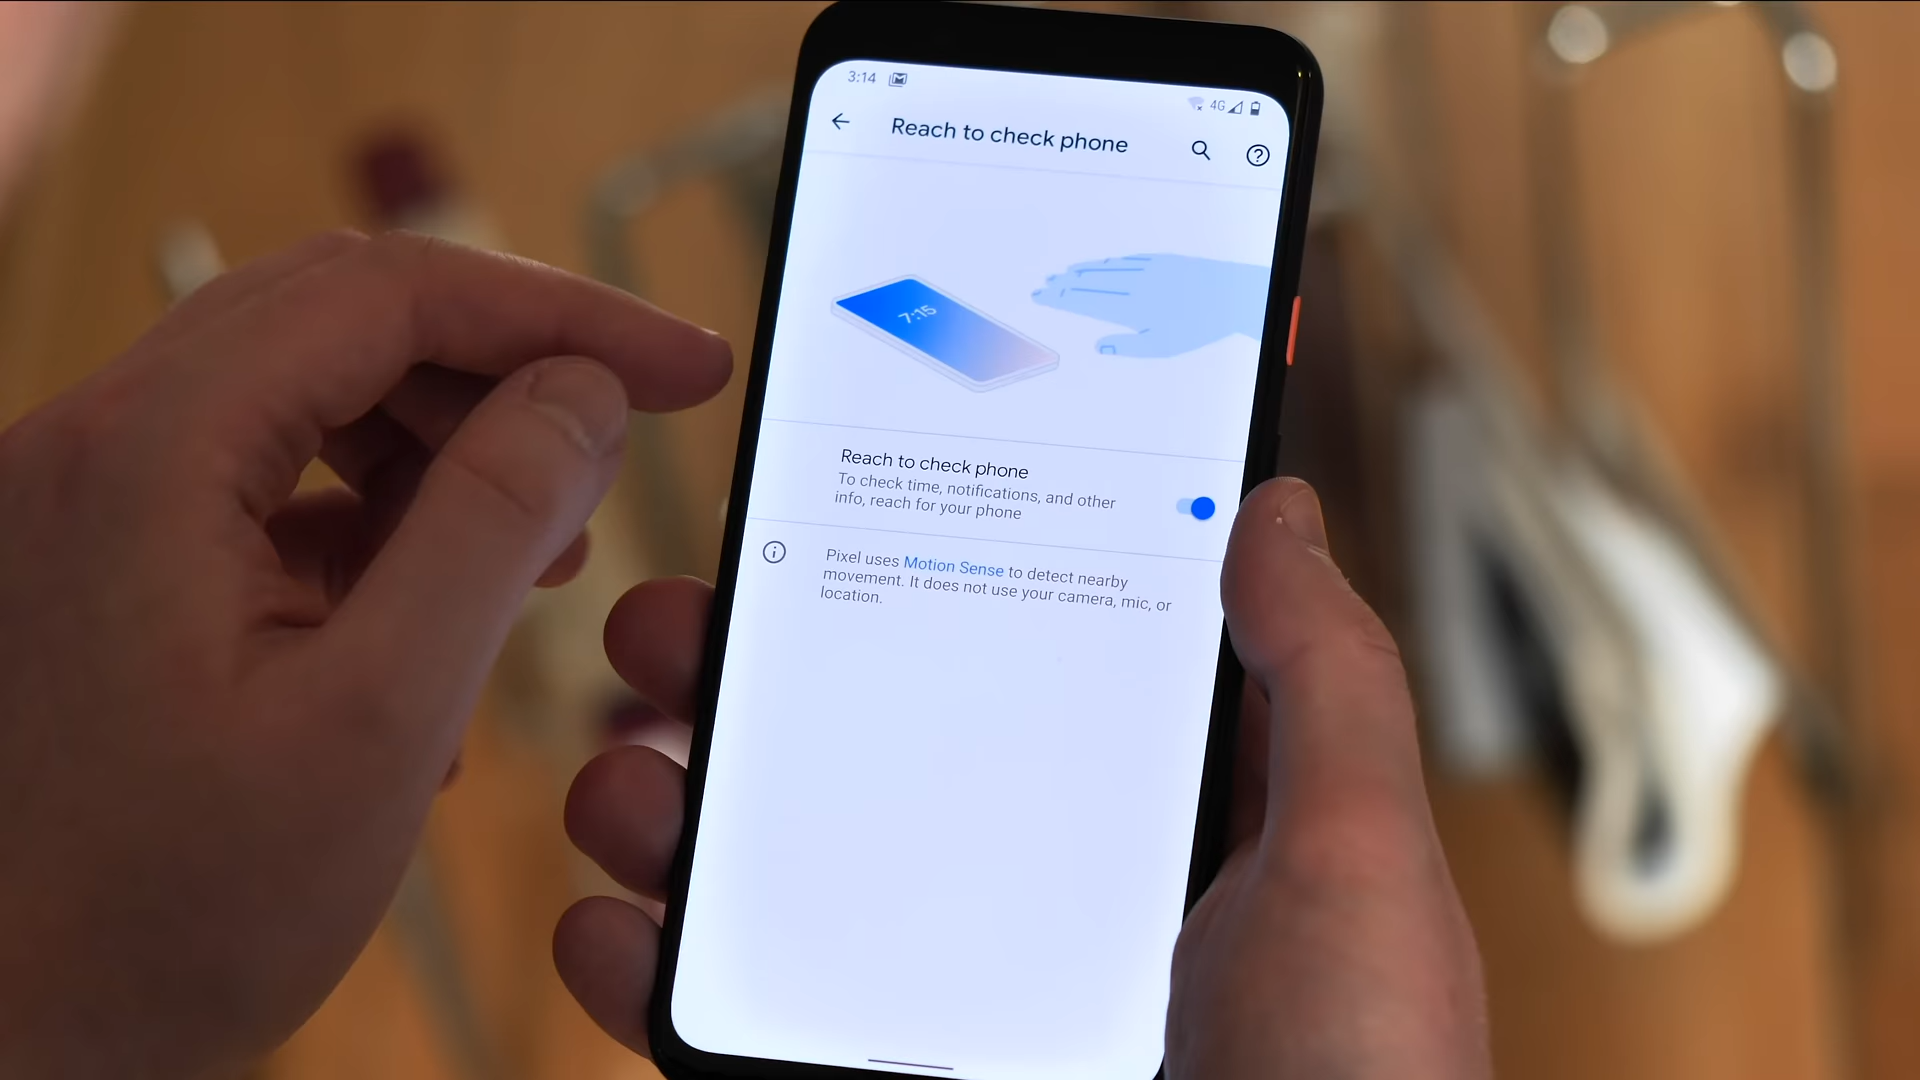 3:14
4G
Reach to check phone
7:15
Reach to check phone
To check time, notifications, and other
info, reach for your phone
Pixel uses Motion Sense to detect nearby
movement. It does not use your camera, mic, or
location.